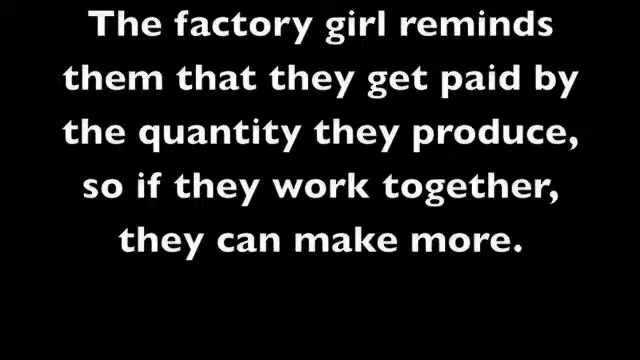 The factory girl reminds
them that they get paid by
the quantity they produce,
so if they work together,
they can make more.